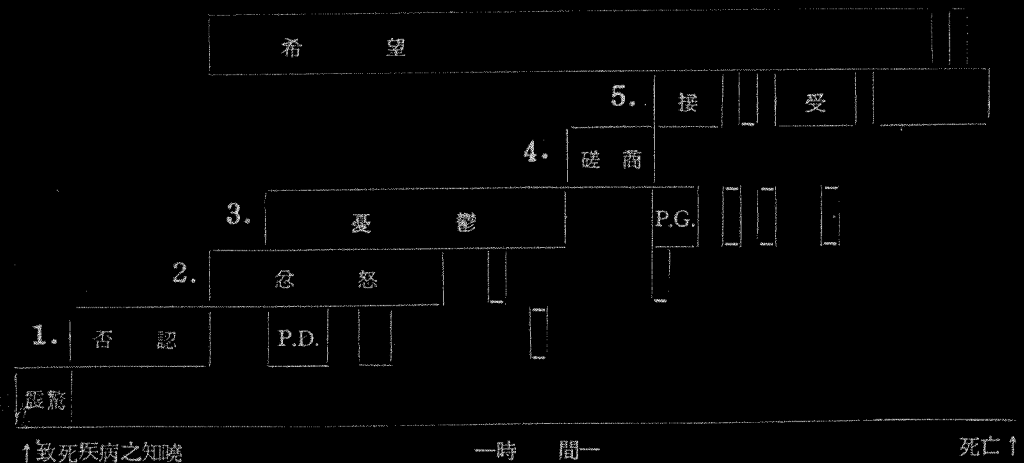 希望
5. 接受
4. 磋商
3. 憂鬱 P.G.
2. 忿怒
1. 否認 P.D.
震驚
↑致死疾病之知曉 —時間— 死亡↑